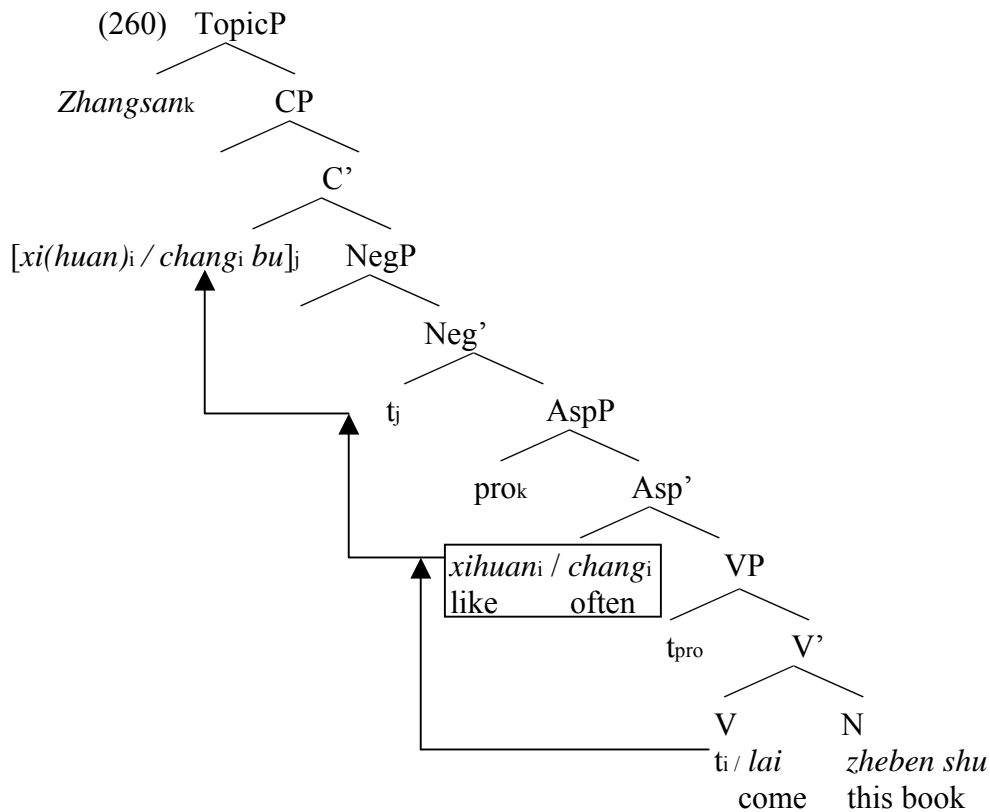 (260) TopicP
Zhangsank CP
C’
[xi(huan)i / changi bu]j NegP
Neg’
tj AspP
prok Asp’
xihuani / changi VP
like often
tpro V’
V N
ti / lai zheben shu
come this book